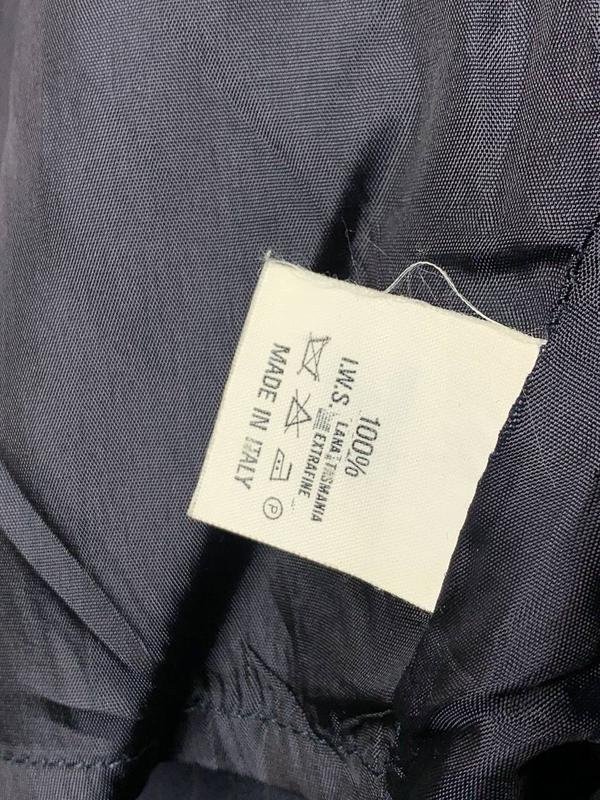 100%
LANA TASMANIA
I.W.S. EXTRAFINE
P
MADE IN ITALY